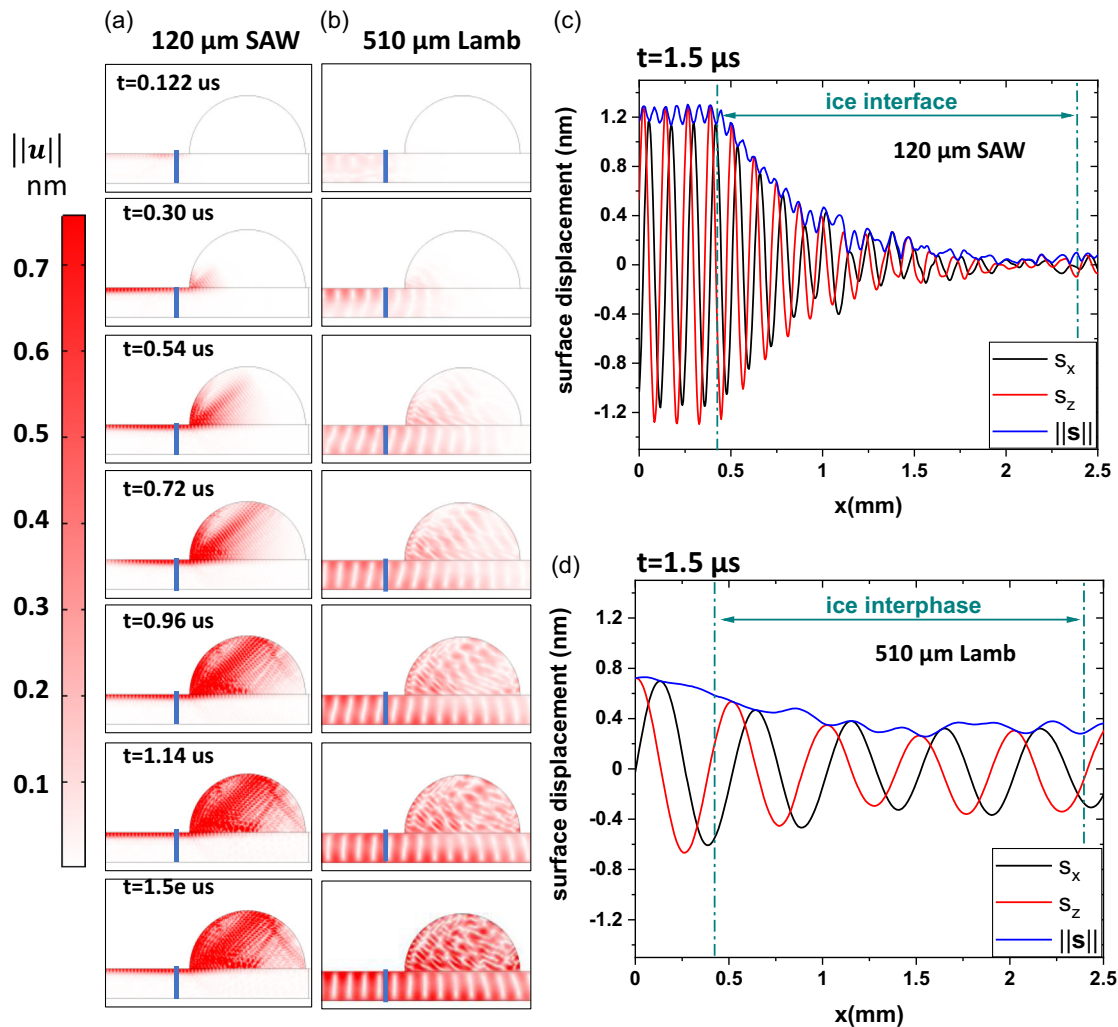 (a)
120 µm SAW
(b)
510 µm Lamb
||u||
nm
0.7
0.6
0.5
0.4
0.3
0.2
0.1
t=0.122 us
t=0.30 us
t=0.54 us
t=0.72 us
t=0.96 us
t=1.14 us
t=1.5e us
(c)
t=1.5 µs
surface displacement (nm)
1.2
0.8
0.4
0
-0.4
-0.8
-1.2
ice interface
120 µm SAW
s_x
s_z
||s||
0
0.5
1
1.5
2
2.5
x(mm)
(d)
t=1.5 µs
surface displacement (nm)
1.2
0.8
0.4
0
-0.4
-0.8
-1.2
ice interphase
510 µm Lamb
s_x
s_z
||s||
0
0.5
1
1.5
2
2.5
x(mm)